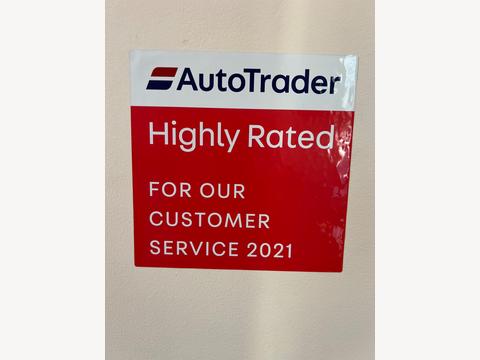 AutoTrader
Highly Rated
FOR OUR
CUSTOMER
SERVICE 2021